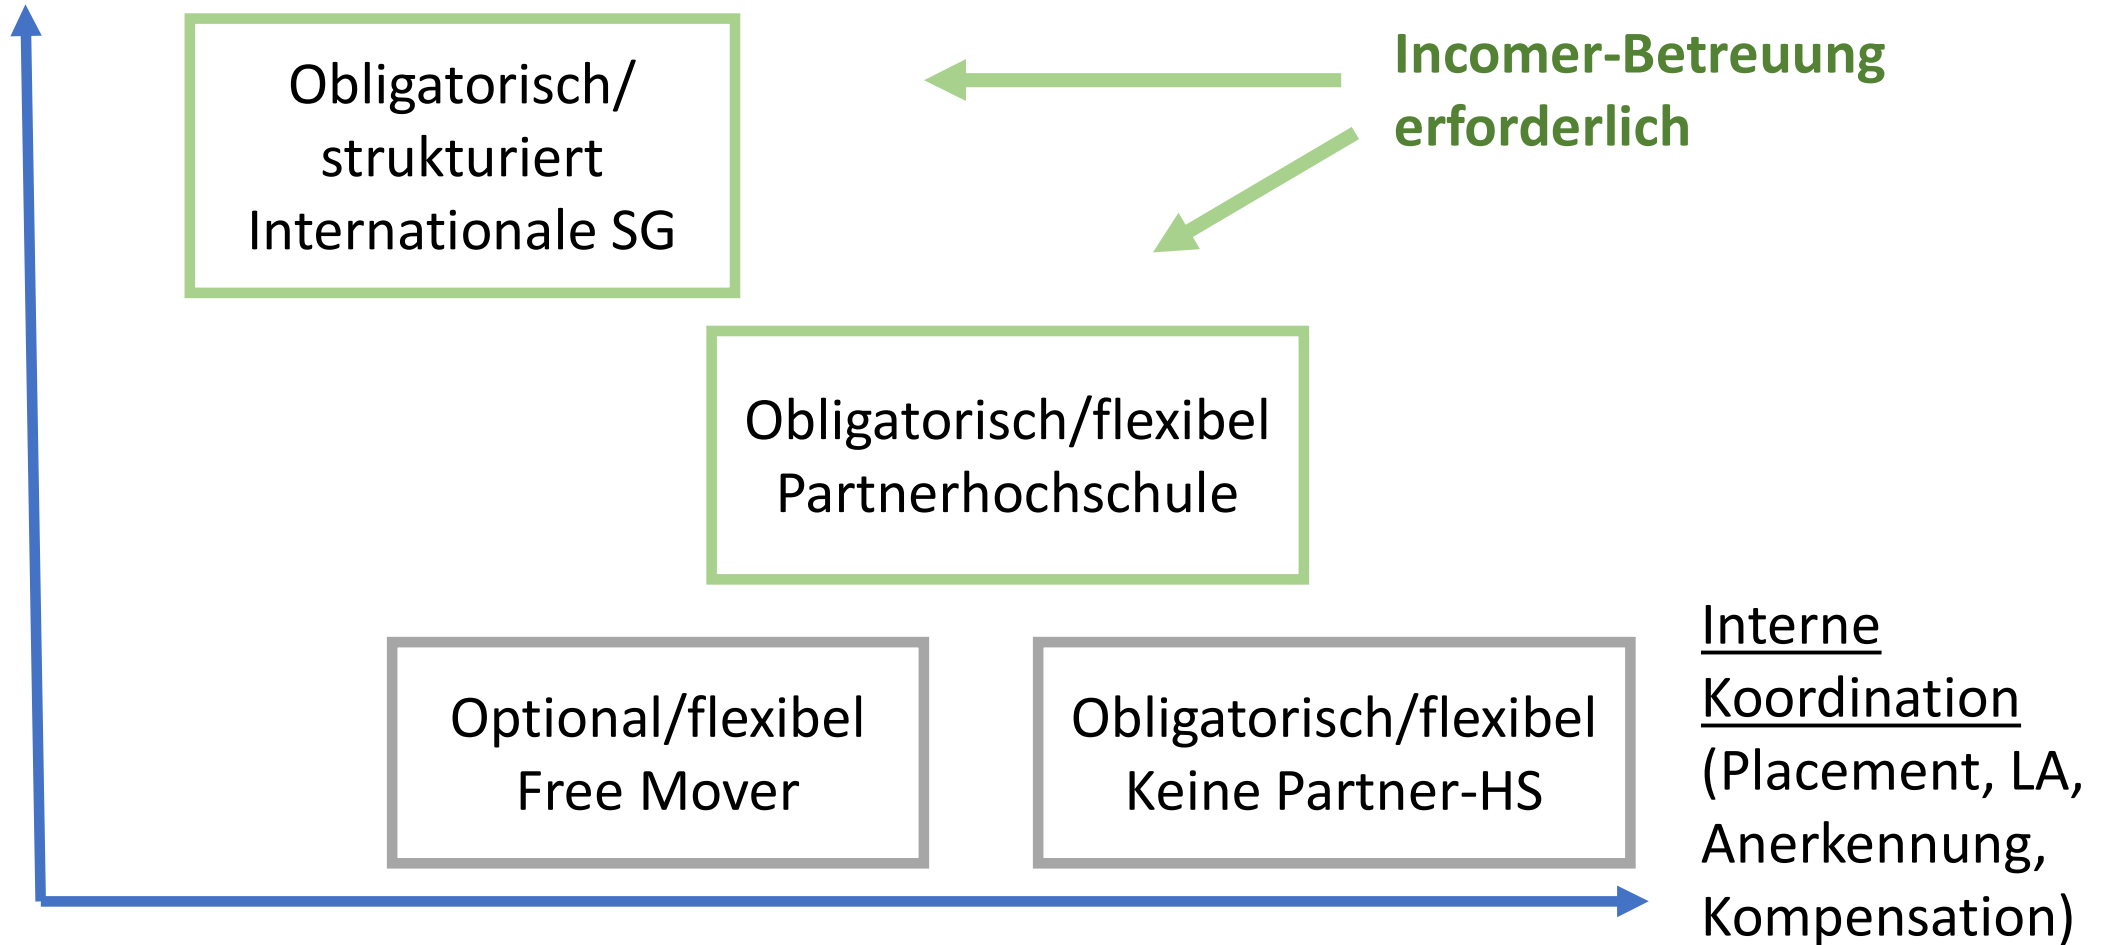 Obligatorisch/
strukturiert
Internationale SG
Incomer-Betreuung
erforderlich
Obligatorisch/flexibel
Partnerhochschule
Optional/flexibel
Free Mover
Obligatorisch/flexibel
Keine Partner-HS
Interne
Koordination
(Placement, LA,
Anerkennung,
Kompensation)